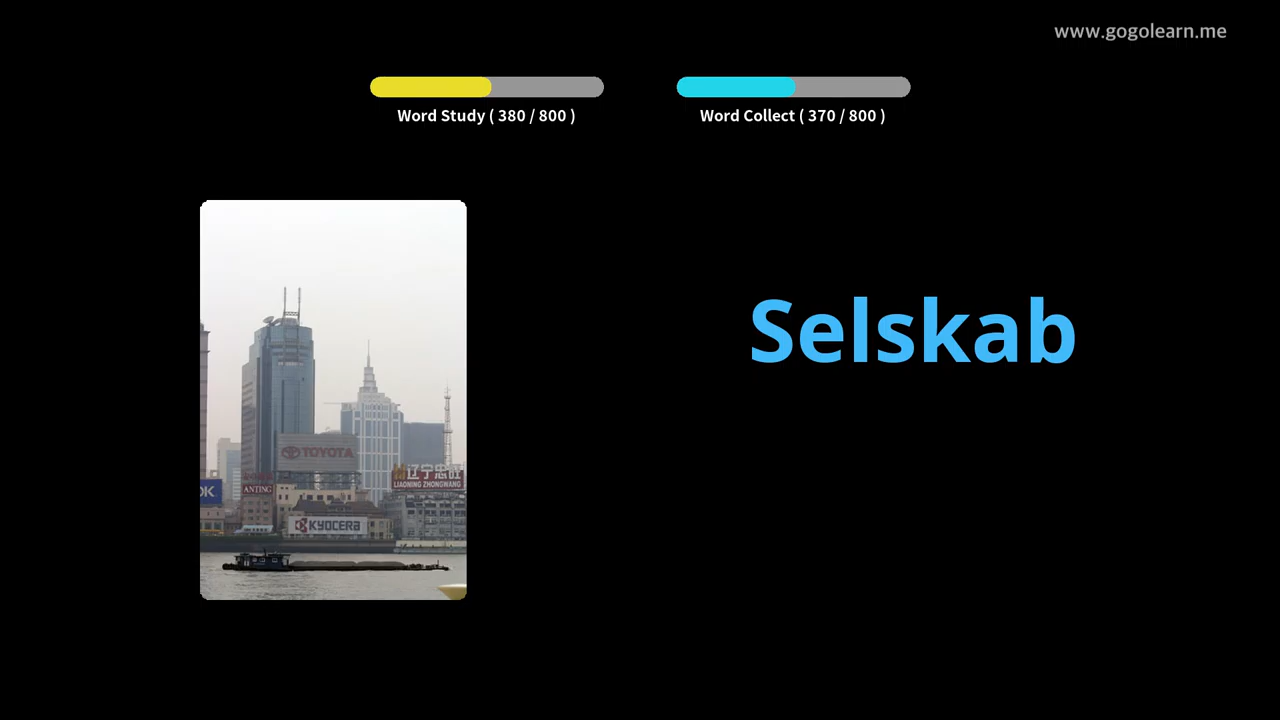 www.gogolearn.me
Word Study ( 380 / 800 )
Word Collect ( 370 / 800 )
Selskab
TOYOTA
辽宁忠旺
LIAONING ZHONGWANG
OK
ANTING
KYOCERA